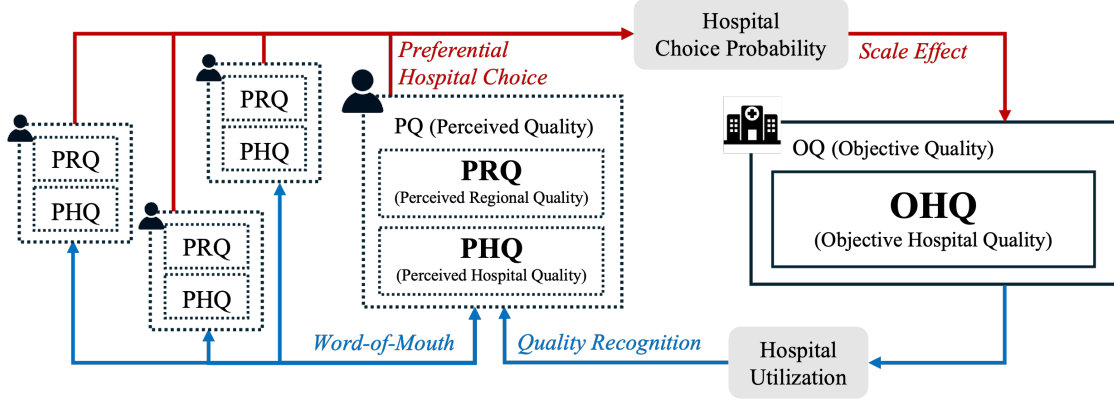 Hospital
Choice Probability
Preferential
Hospital Choice
Scale Effect
PRQ
PHQ
PRQ
PHQ
PRQ
PHQ
PQ (Perceived Quality)
PRQ
(Perceived Regional Quality)
PHQ
(Perceived Hospital Quality)
OQ (Objective Quality)
OHQ
(Objective Hospital Quality)
Word-of-Mouth
Quality Recognition
Hospital
Utilization